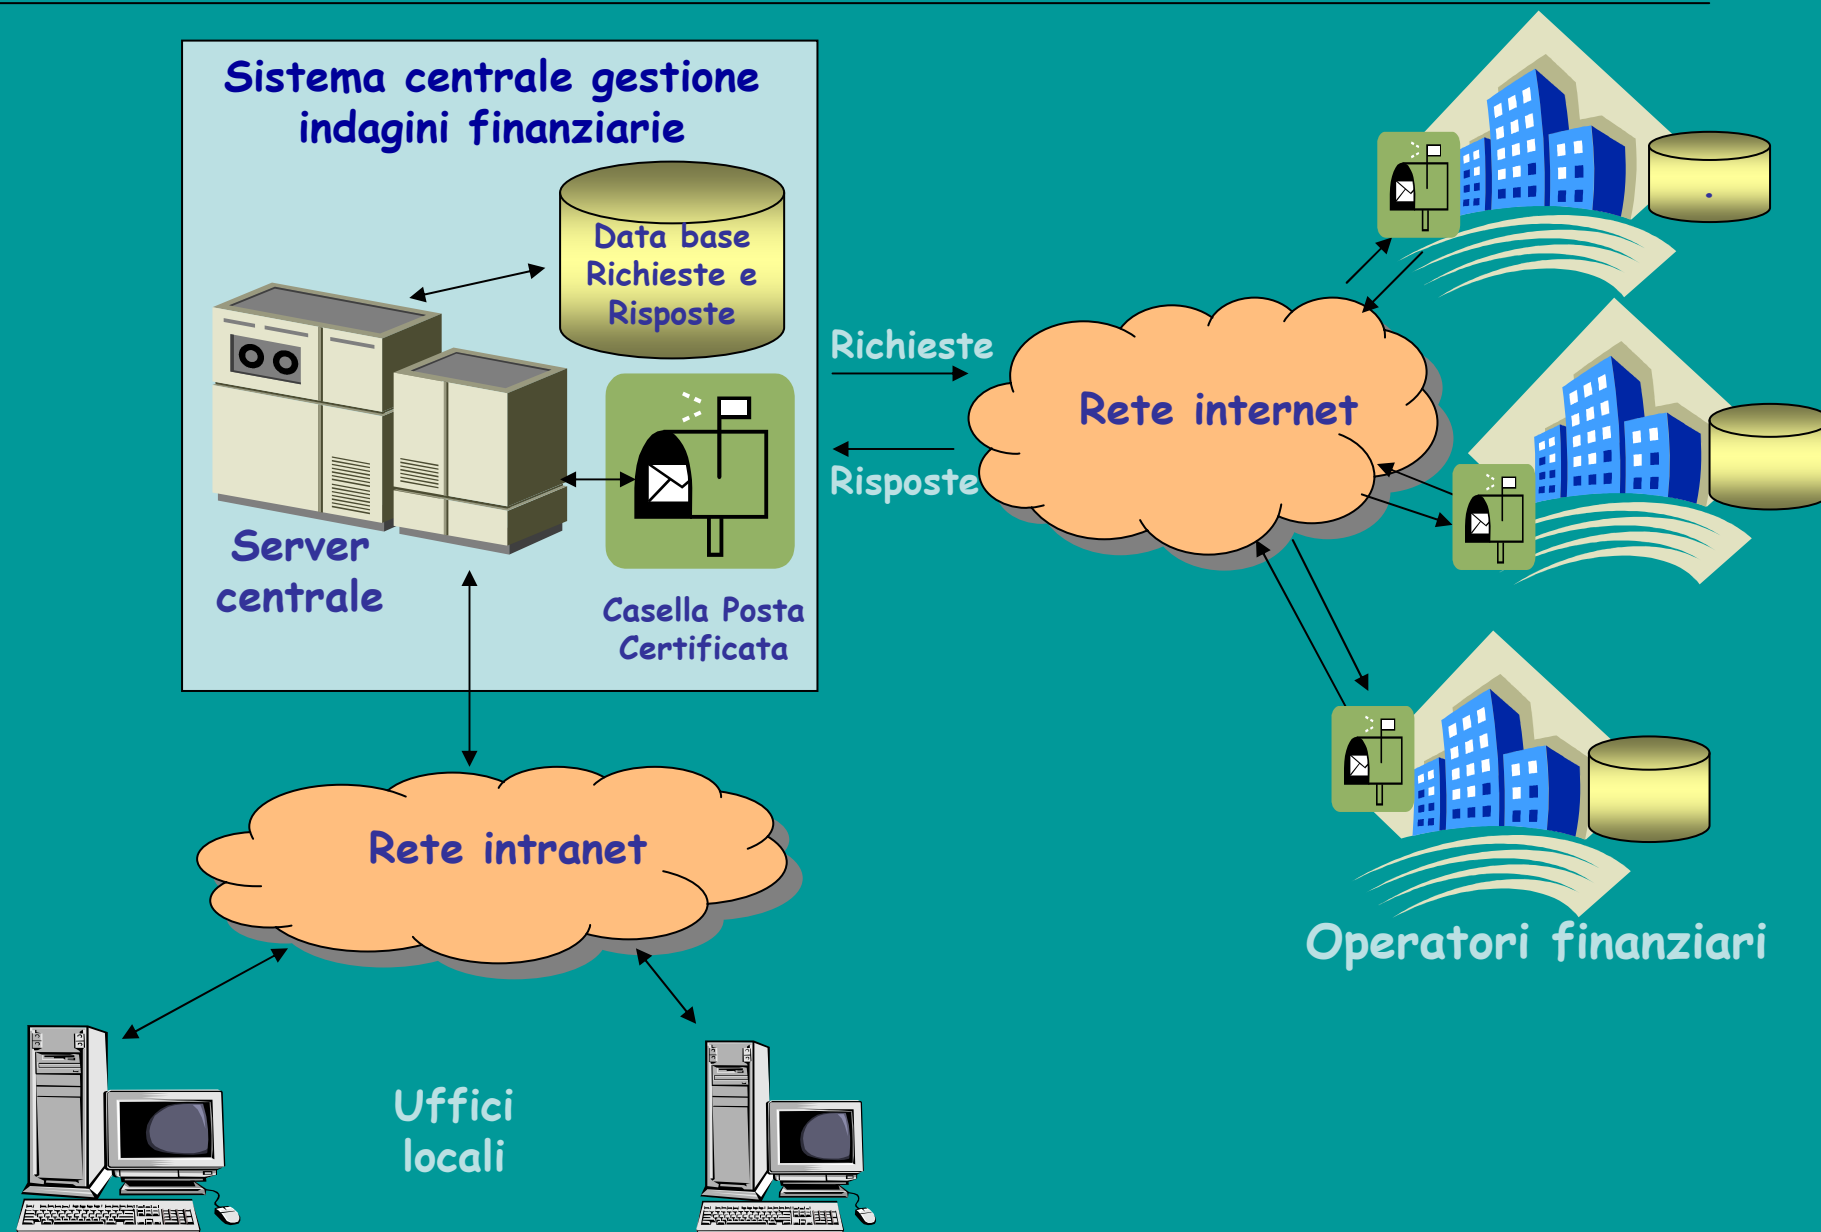 Sistema centrale gestione
indagini finanziarie
Data base
Richieste e
Risposte
Server
centrale
Casella Posta
Certificata
Richieste
Risposte
Rete internet
Operatori finanziari
Rete intranet
Uffici
locali